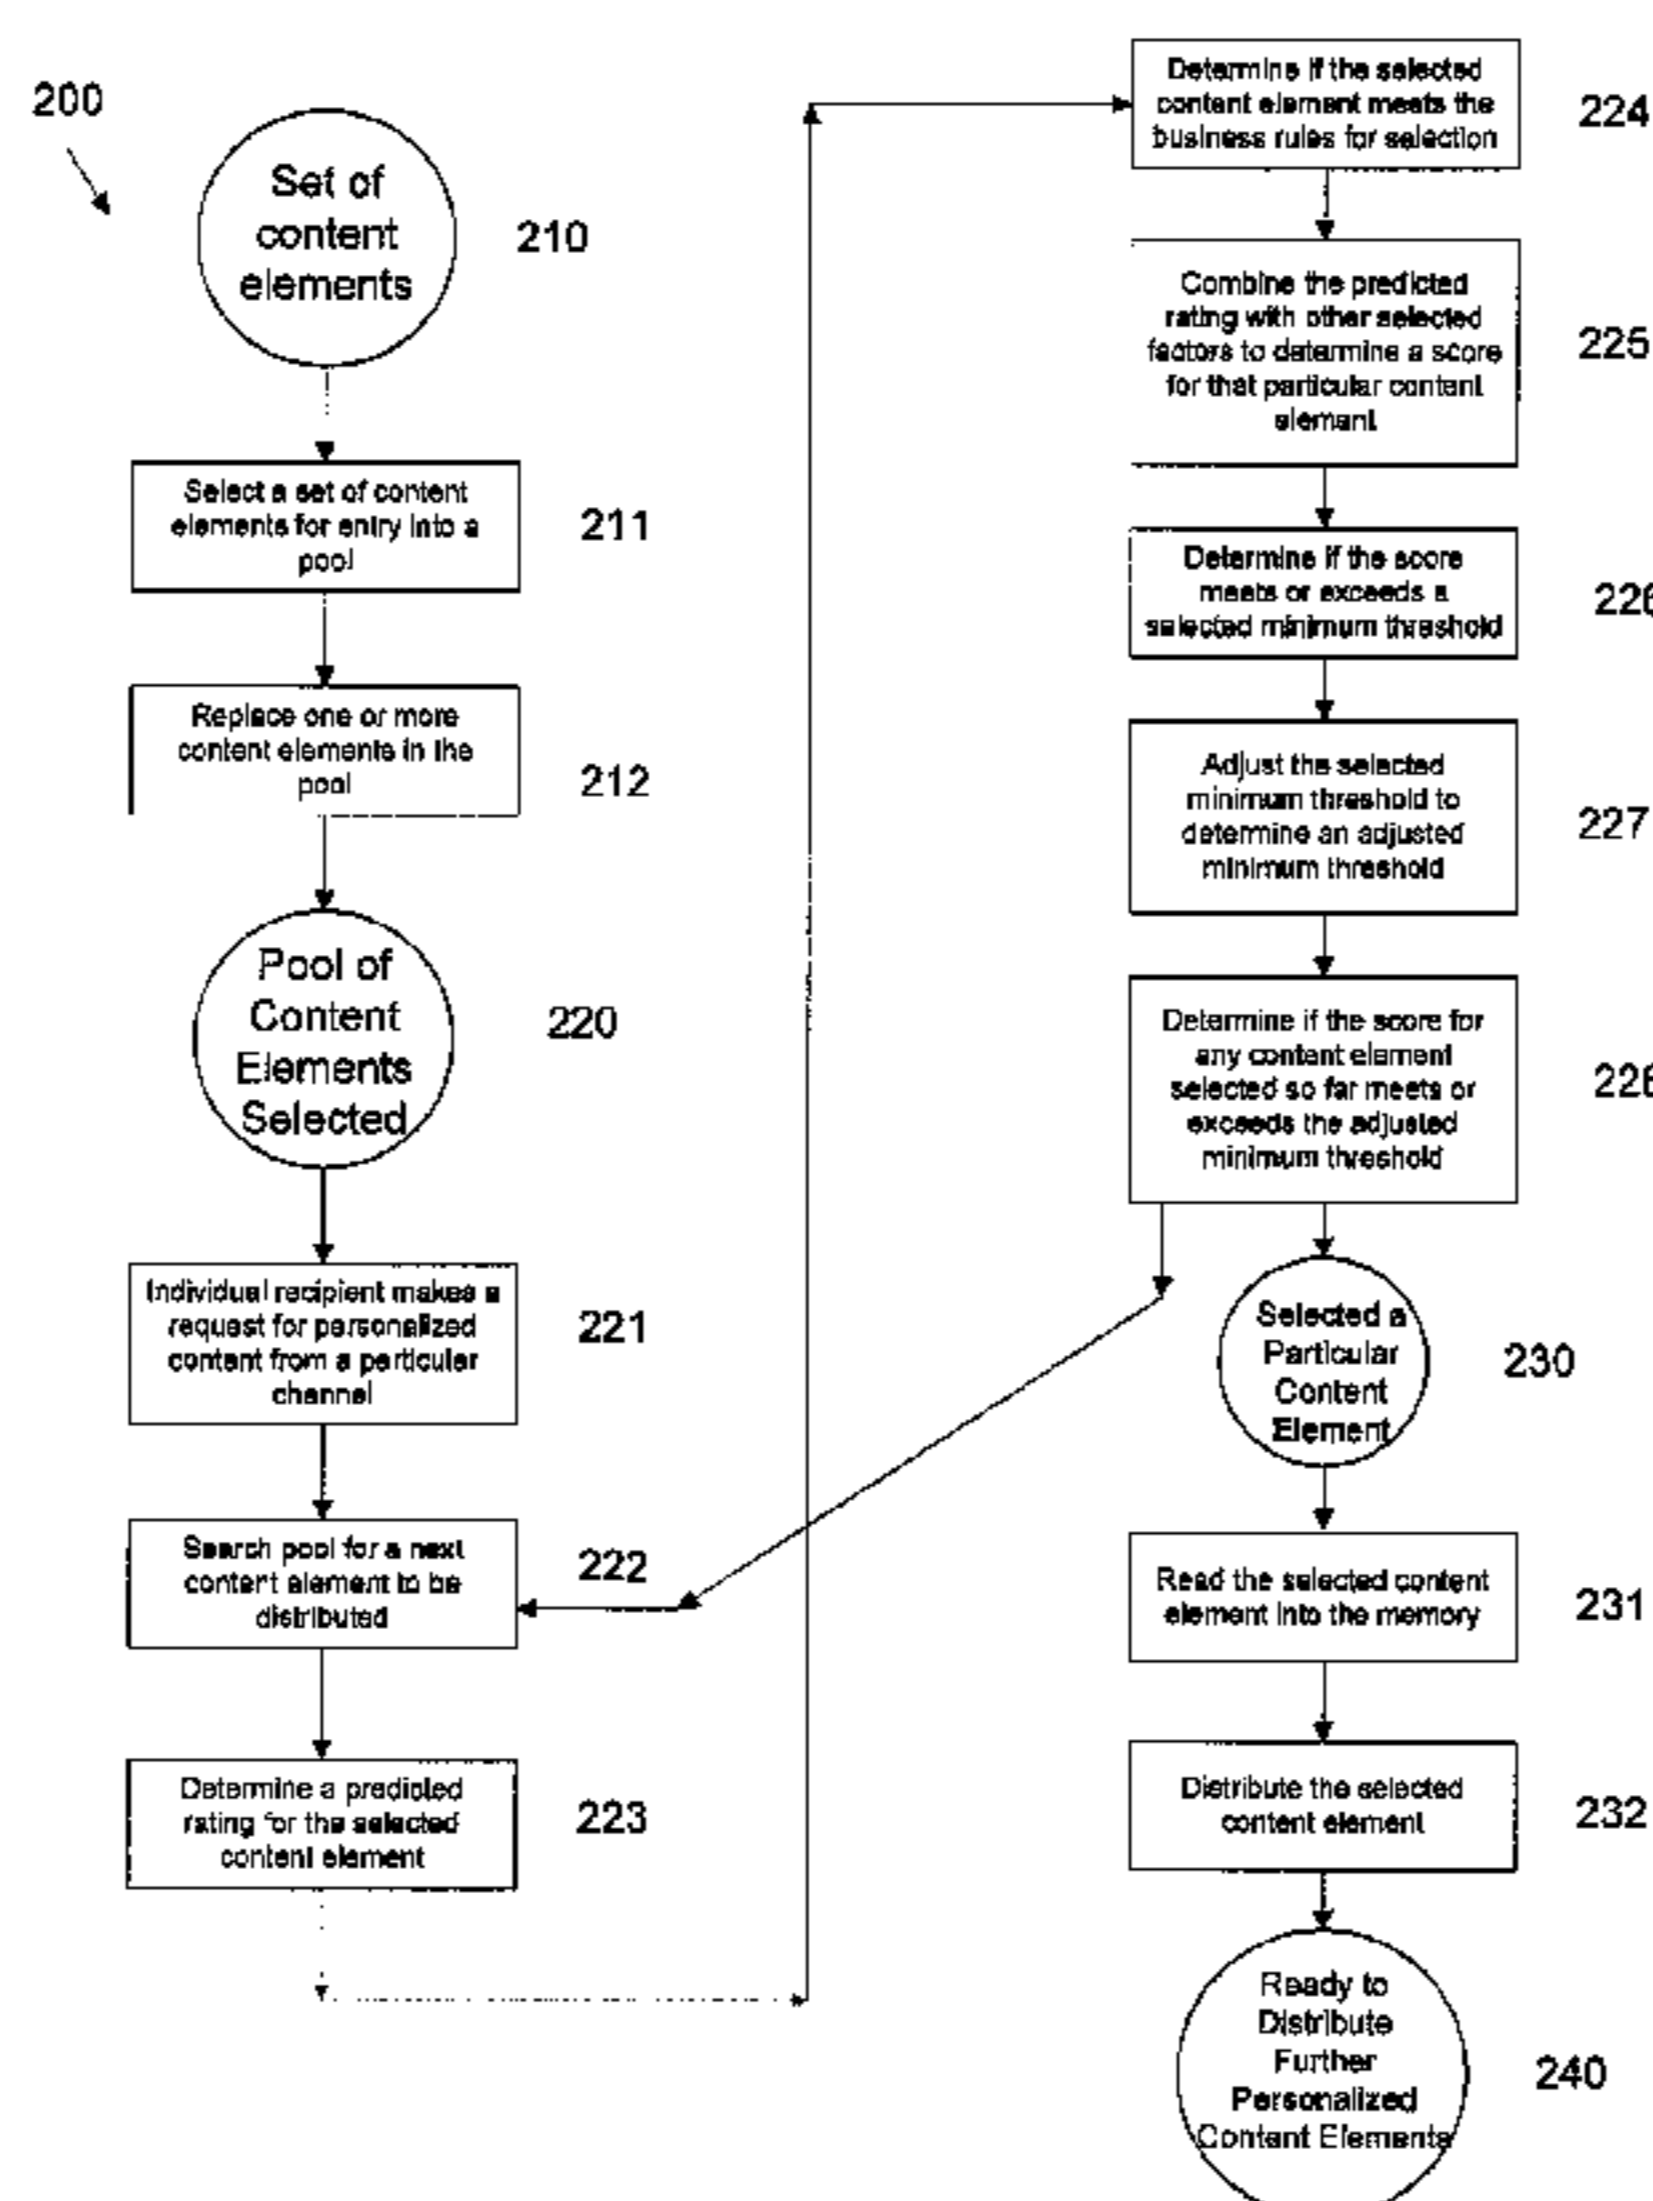 200
Set of
content
elements
210
Select a set of content
elements for entry into a
pool
211
Replace one or more
content elements in the
pool
212
Pool of
Content
Elements
Selected
220
Individual recipient makes a
request for personalized
content from a particular
channel
221
Search pool for a next
content element to be
distributed
222
Determine a predicted
rating for the selected
content element
223
Determine if the selected
content element meets the
business rules for selection
224
Combine the predicted
rating with other selected
factors to determine a score
for that particular content
element
225
Determine if the score
meets or exceeds a
selected minimum threshold
226
Adjust the selected
minimum threshold to
determine an adjusted
minimum threshold
227
Determine if the score for
any content element
selected so far meets or
exceeds the adjusted
minimum threshold
Selected a
Particular
Content
Element
230
Read the selected content
element into the memory
231
Distribute the selected
content element
232
Ready to
Distribute
Further
Personalized
Content Elements
240